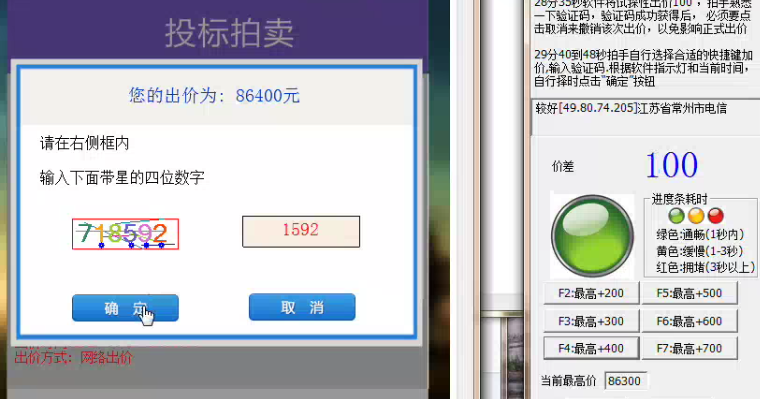 投标拍卖
您的出价为: 86400元
请在右侧框内
输入下面带星的四位数字
718592
1592
确 定
取 消
出价方式: 网络出价
28分35秒软件将试探性出价100，拍手熟悉
一下验证码，验证码成功获得后， 必须要点
击取消来撤销该次出价，以免影响正式出价
29分40到48秒拍手自行选择合适的快捷键加
价,输入验证码.根据软件指示灯和当前时间，
自行择时点击"确定"按钮
较好[49.80.74.205]江苏省常州市电信
价差 100
进度条耗时
绿色:通畅(1秒内)
黄色:缓慢(1-3秒)
红色:拥堵(3秒以上)
F2:最高+200 F5:最高+500
F3:最高+300 F6:最高+600
F4:最高+400 F7:最高+700
当前最高价 86300